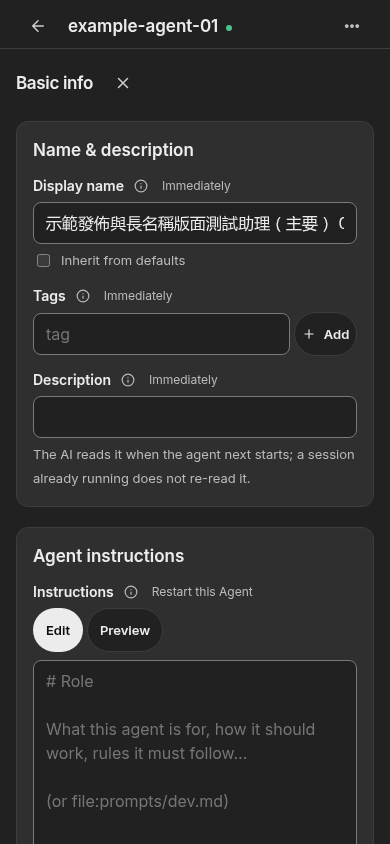 example-agent-01
Basic info
Name & description
Display name Immediately
示範發佈與長名稱版面測試助理(主要)
Inherit from defaults
Tags Immediately
tag
+ Add
Description Immediately
The AI reads it when the agent next starts; a session
already running does not re-read it.
Agent instructions
Instructions Restart this Agent
Edit Preview
# Role
What this agent is for, how it should
work, rules it must follow...
(or file:prompts/dev.md)